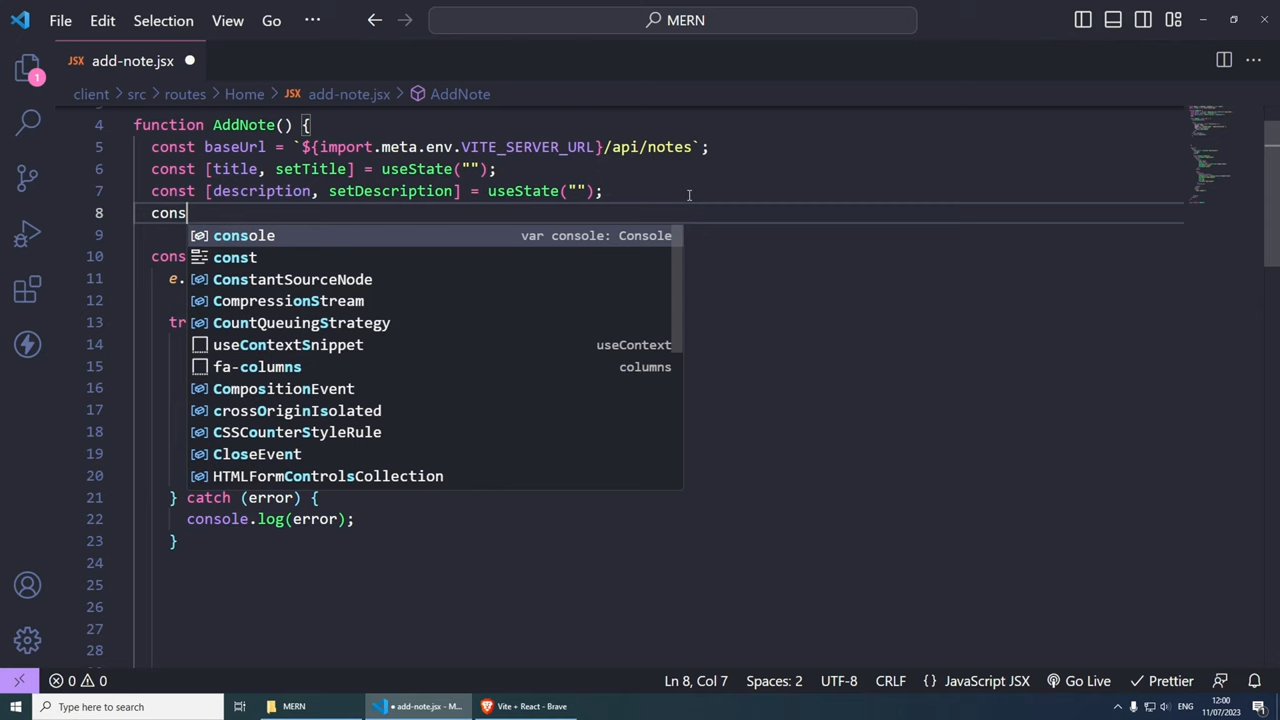 File Edit Selection View Go ··· MERN
JSX add-note.jsx
1
client > src > routes > Home > JSX add-note.jsx > AddNote
4 function AddNote() {
5 const baseUrl = `${import.meta.env.VITE_SERVER_URL}/api/notes`;
6 const [title, setTitle] = useState("");
7 const [description, setDescription] = useState("");
8 cons
9 console var console: Console
10 cons const
11 e. ConstantSourceNode
12 CompressionStream
13 tr CountQueuingStrategy
14 useContextSnippet useContext
15 fa-columns columns
16 CompositionEvent
17 crossOriginIsolated
18 CSSCounterStyleRule
19 CloseEvent
20 HTMLFormControlsCollection
21 } catch (error) {
22 console.log(error);
23 }
24
25
26
27
28
0 0 Ln 8, Col 7 Spaces: 2 UTF-8 CRLF {} JavaScript JSX Go Live Prettier
Type here to search MERN • add-note.jsx - M... Vite + React - Brave 12:00
11/07/2023 1